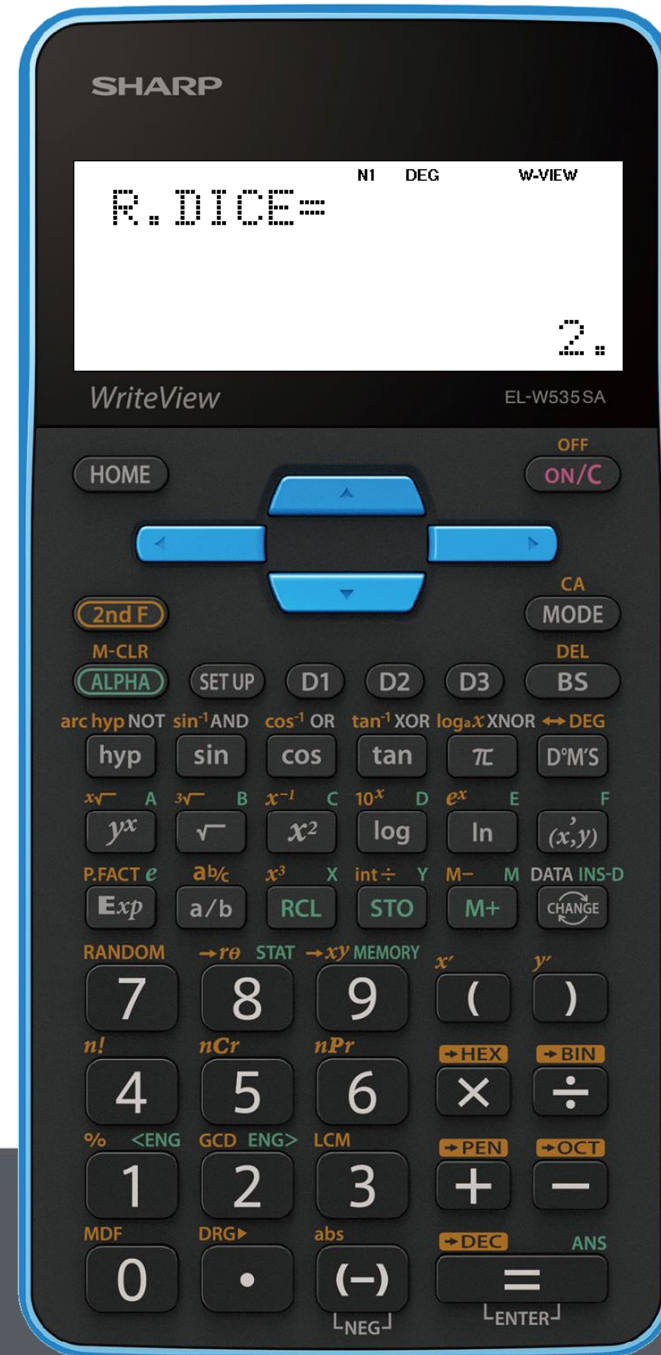 SHARP
N1 DEG W-VIEW
R.DICE=
2.
WriteView EL-W535SA
OFF
HOME ON/C
CA
2nd F MODE
M-CLR DEL
ALPHA SET UP D1 D2 D3 BS
arc hyp NOT sin⁻¹ AND cos⁻¹ OR tan⁻¹ XOR logₐx XNOR ↔DEG
hyp sin cos tan π D°M'S
ˣ√ A ³√ B x⁻¹ C 10ˣ D eˣ E F
yˣ √ x² log ln (x,y)
P.FACT e ab/c x³ X int÷ Y M− M DATA INS-D
Exp a/b RCL STO M+ CHANGE
RANDOM →rθ STAT →xy MEMORY x′ y′
7 8 9 ( )
n! nCr nPr →HEX →BIN
4 5 6 × ÷
% <ENG GCD ENG> LCM →PEN →OCT
1 2 3 + −
MDF DRG▶ abs →DEC ANS
0 • (−) =
NEG ENTER